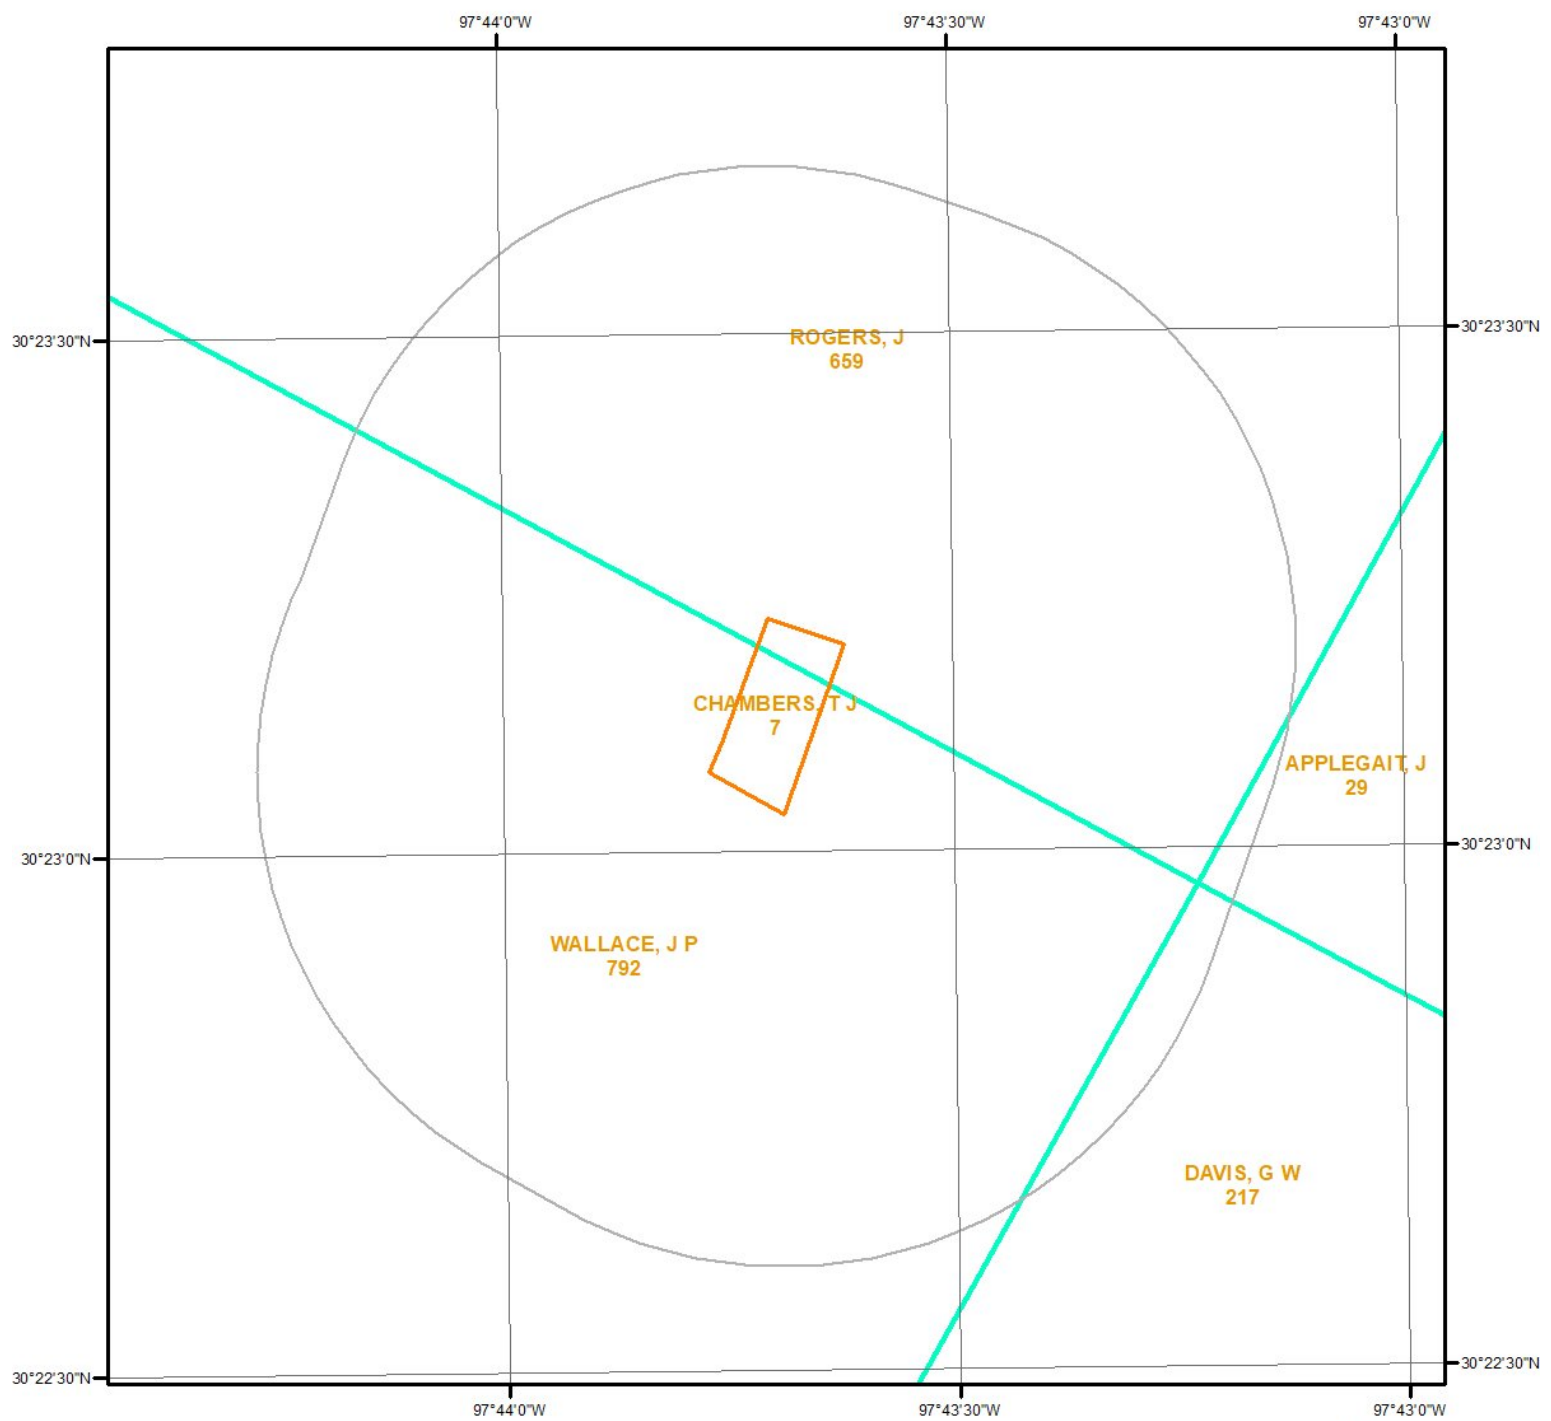 97°44'0"W
97°43'30"W
97°43'0"W
30°23'30"N
30°23'30"N
ROGERS, J
659
CHAMBERS, T J
7
APPLEGAIT, J
29
30°23'0"N
30°23'0"N
WALLACE, J P
792
DAVIS, G W
217
30°22'30"N
30°22'30"N
97°44'0"W
97°43'30"W
97°43'0"W